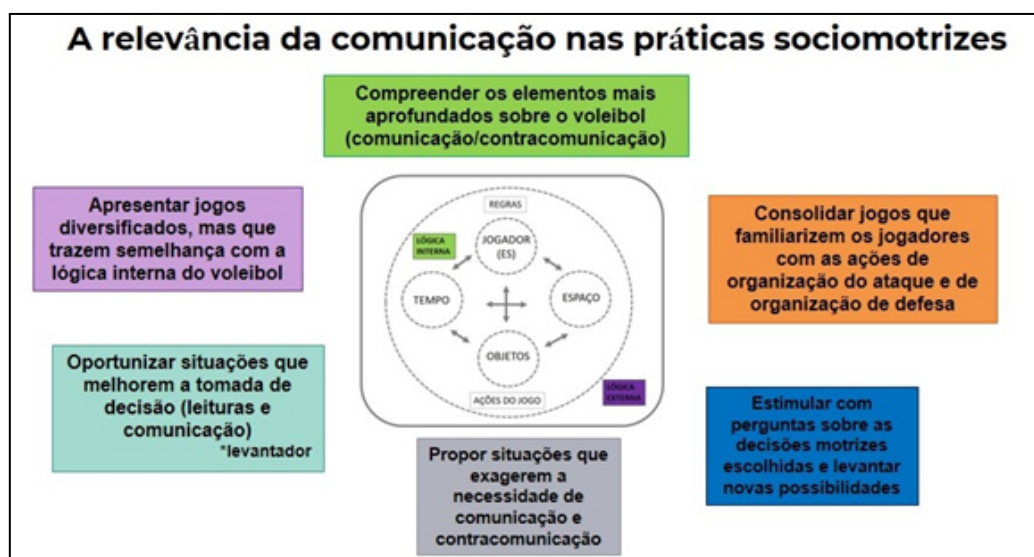 A relevância da comunicação nas práticas sociomotrizes
Compreender os elementos mais
aprofundados sobre o voleibol
(comunicação/contracomunicação)
Apresentar jogos
diversificados, mas que
trazem semelhança com a
lógica interna do voleibol
Oportunizar situações que
melhorem a tomada de
decisão (leituras e
comunicação)
*levantador
REGRAS
LÓGICA
INTERNA
JOGADOR
(ES)
TEMPO
ESPAÇO
OBJETOS
AÇÕES DO JOGO
LÓGICA
EXTERNA
Propor situações que
exagerem a
necessidade de
comunicação e
contracomunicação
Consolidar jogos que
familiarizem os jogadores
com as ações de
organização do ataque e de
organização de defesa
Estimular com
perguntas sobre as
decisões motrizes
escolhidas e levantar
novas possibilidades